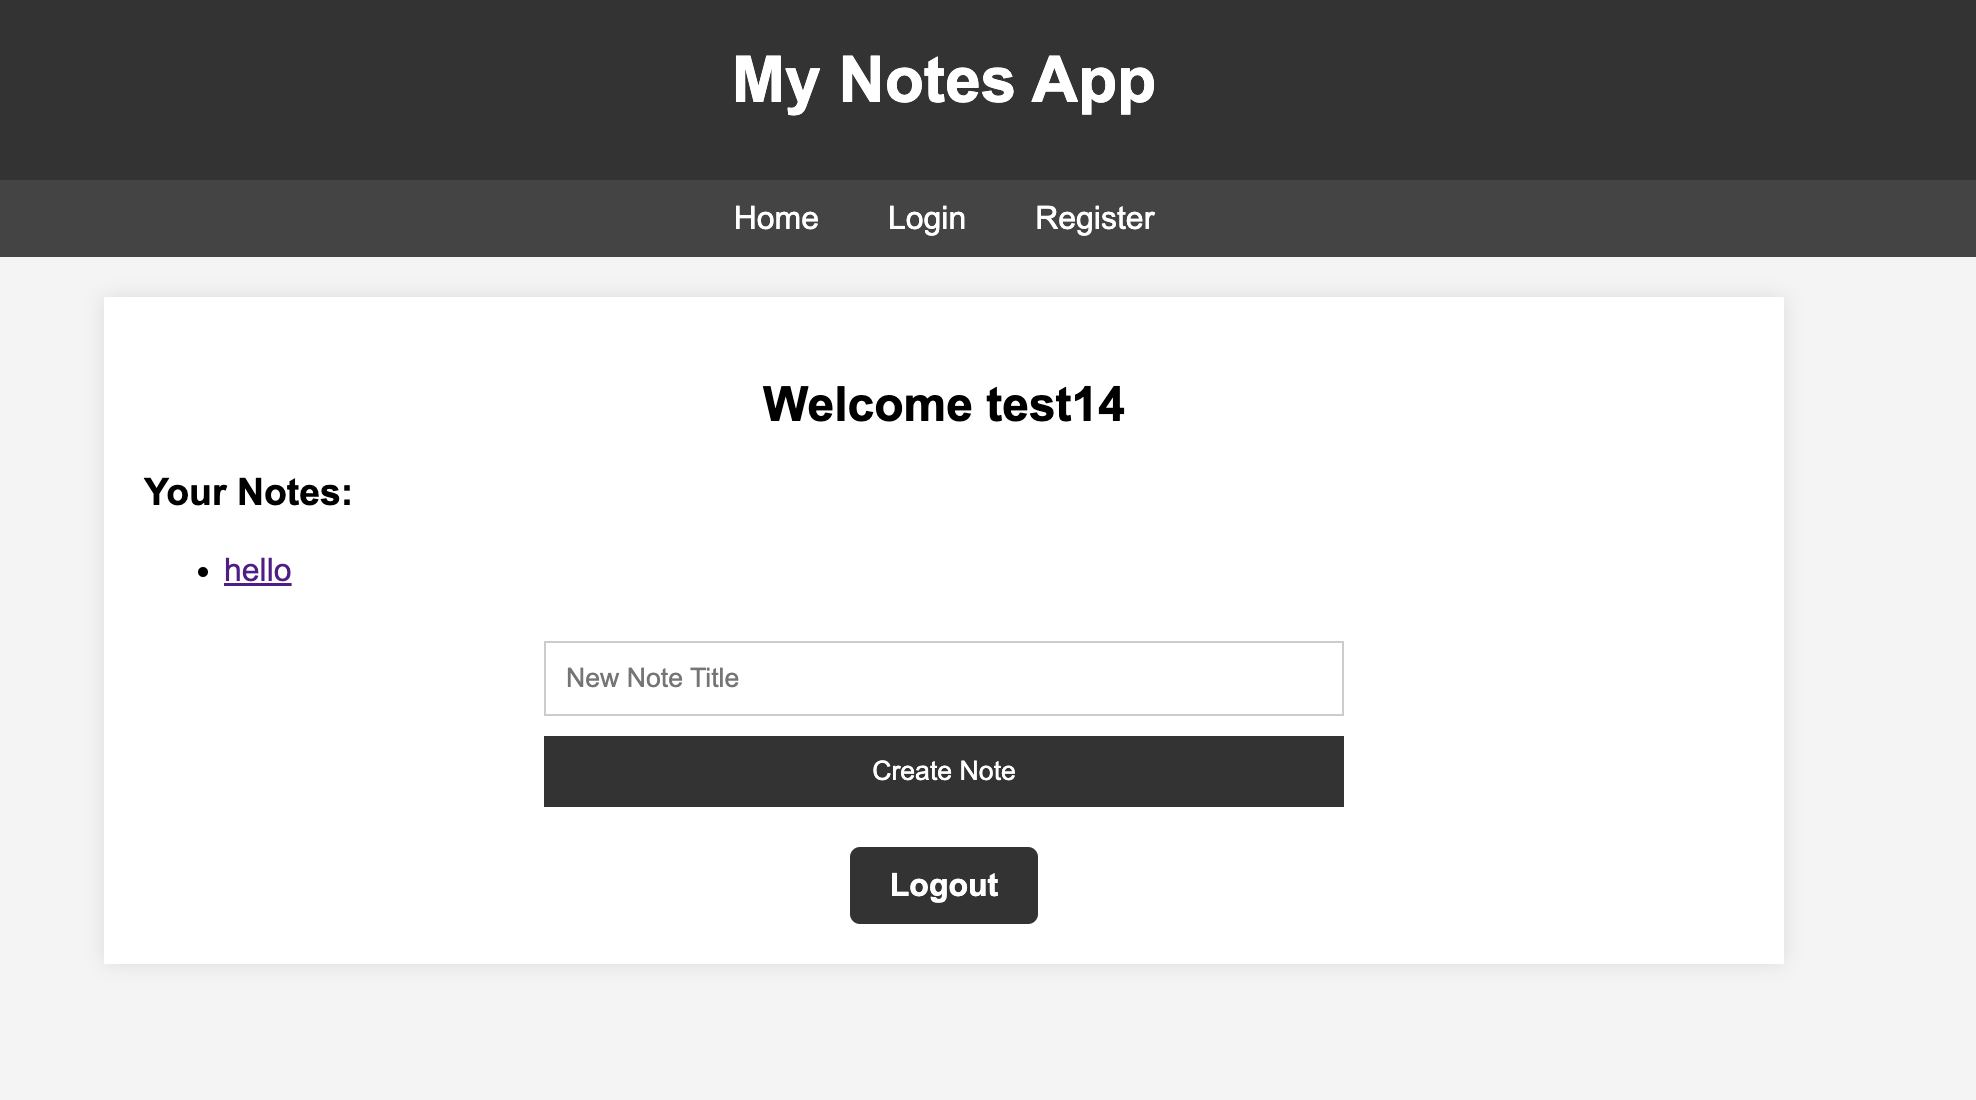 My Notes App
Home Login Register
Welcome test14
Your Notes:
• hello
New Note Title
Create Note
Logout